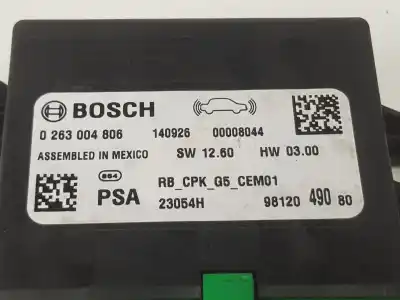 BOSCH
0 263 004 806 140926 00008044
ASSEMBLED IN MEXICO SW 12.60 HW 03.00
RB_CPK_G5_CEM01
PSA 23054H 98120 490 80